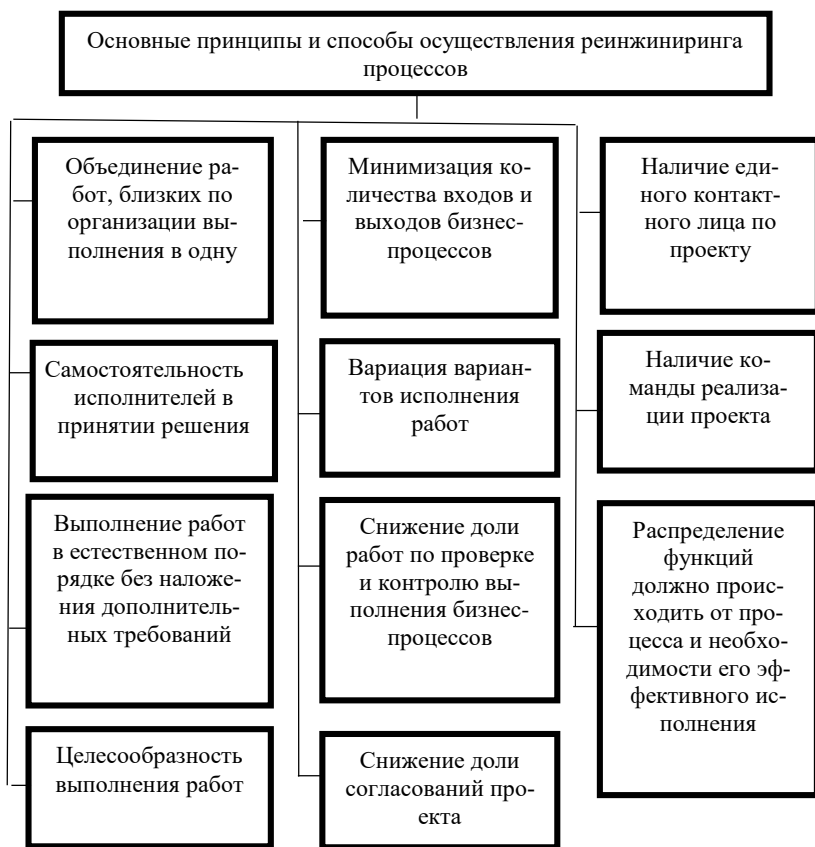 Основные принципы и способы осуществления реинжиниринга
процессов
Объединение ра-
бот, близких по
организации вы-
полнения в одну
Самостоятельность
исполнителей в
принятии решения
Выполнение работ
в естественном по-
рядке без наложе-
ния дополнитель-
ных требований
Целесообразность
выполнения работ
Минимизация ко-
личества входов и
выходов бизнес-
процессов
Вариация вариан-
тов исполнения
работ
Снижение доли
работ по проверке
и контролю вы-
полнения бизнес-
процессов
Снижение доли
согласований про-
екта
Наличие еди-
ного контакт-
ного лица по
проекту
Наличие ко-
манды реализа-
ции проекта
Распределение
функций
должно проис-
ходить от про-
цесса и необхо-
димости его эф-
фективного ис-
полнения